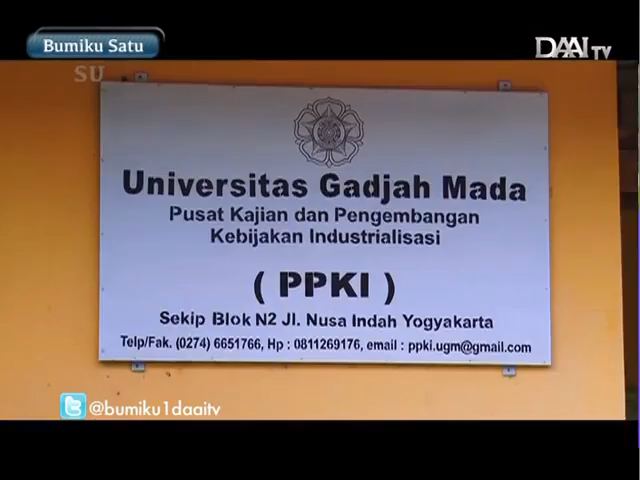 Bumiku Satu
DAAI TV
SU
Universitas Gadjah Mada
Pusat Kajian dan Pengembangan
Kebijakan Industrialisasi
( PPKI )
Sekip Blok N2 Jl. Nusa Indah Yogyakarta
Telp/Fak. (0274) 6651766, Hp : 0811269176, email : ppki.ugm@gmail.com
@bumiku1daaitv